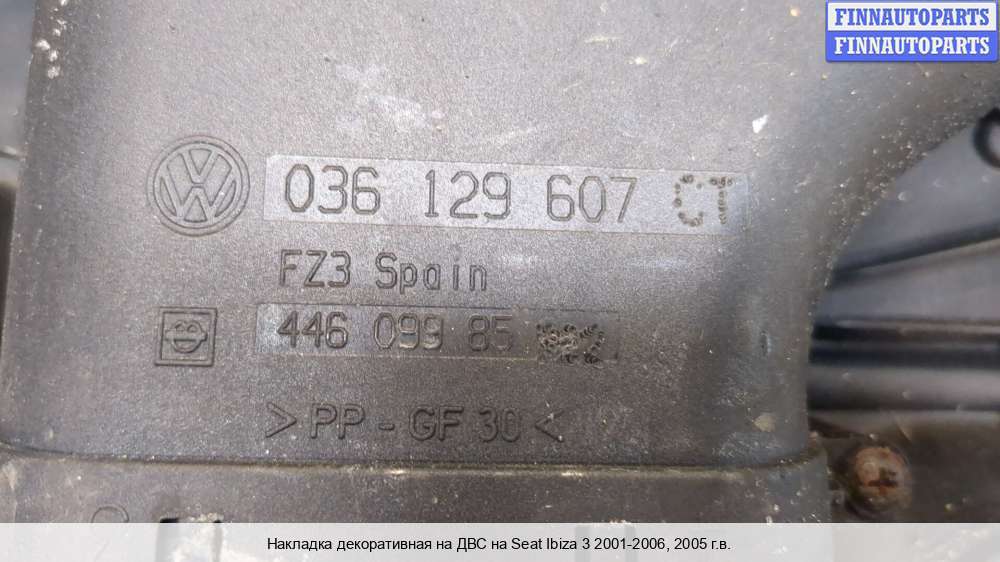 FINNAUTOPARTS
FINNAUTOPARTS
036 129 607 CT
FZ3 Spain
446 099 85
> PP - GF 30 <
Накладка декоративная на ДВС на Seat Ibiza 3 2001-2006, 2005 г.в.